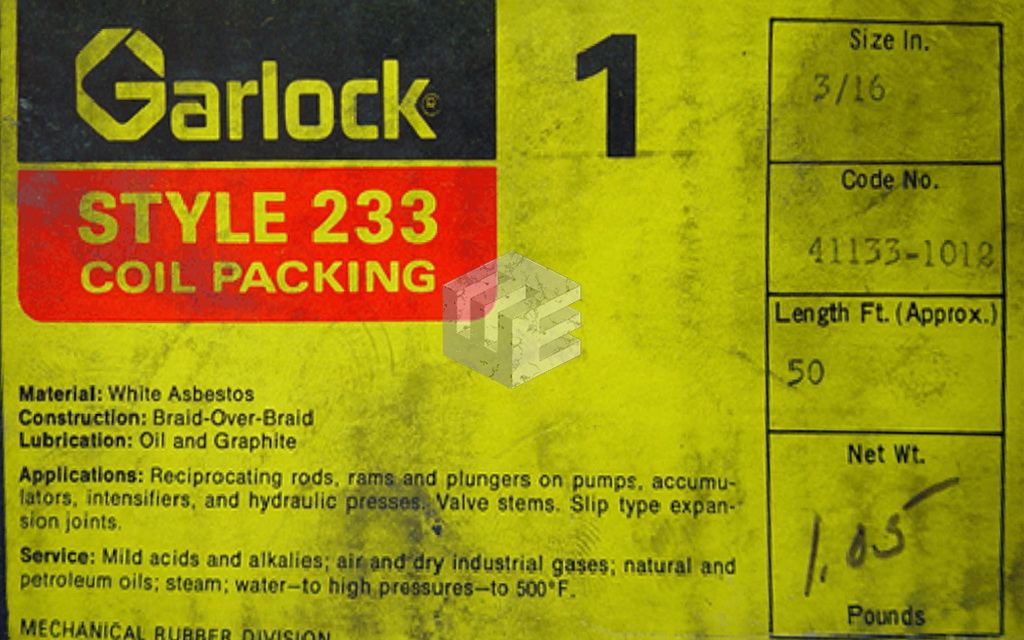 Garlock®
1
STYLE 233
COIL PACKING
Material: White Asbestos
Construction: Braid-Over-Braid
Lubrication: Oil and Graphite
Applications: Reciprocating rods, rams and plungers on pumps, accumu-
lators, intensifiers, and hydraulic presses. Valve stems. Slip type expan-
sion joints.
Service: Mild acids and alkalies; air and dry industrial gases; natural and
petroleum oils; steam; water—to high pressures—to 500°F.
MECHANICAL RUBBER DIVISION
Size In.
3/16
Code No.
41133-1012
Length Ft. (Approx.)
50
Net Wt.
1.05
Pounds